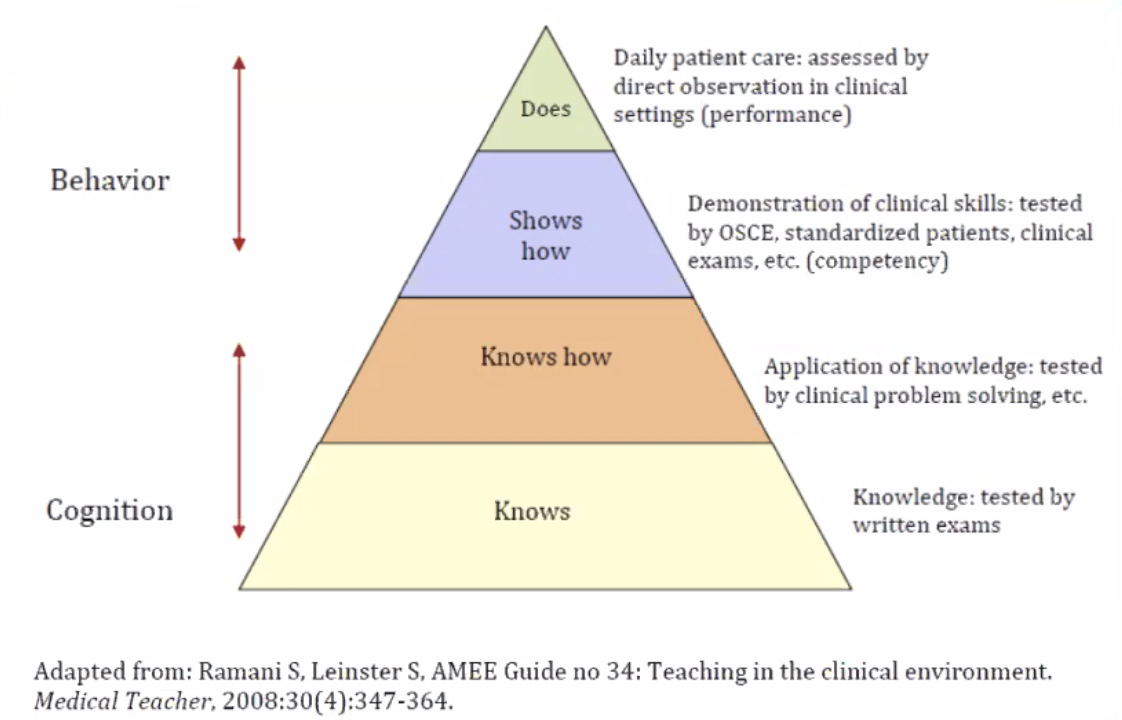 Does
Daily patient care: assessed by
direct observation in clinical
settings (performance)
Behavior
Shows
how
Demonstration of clinical skills: tested
by OSCE, standardized patients, clinical
exams, etc. (competency)
Knows how
Application of knowledge: tested
by clinical problem solving, etc.
Cognition
Knows
Knowledge: tested by
written exams
Adapted from: Ramani S, Leinster S, AMEE Guide no 34: Teaching in the clinical environment.
Medical Teacher, 2008:30(4):347-364.